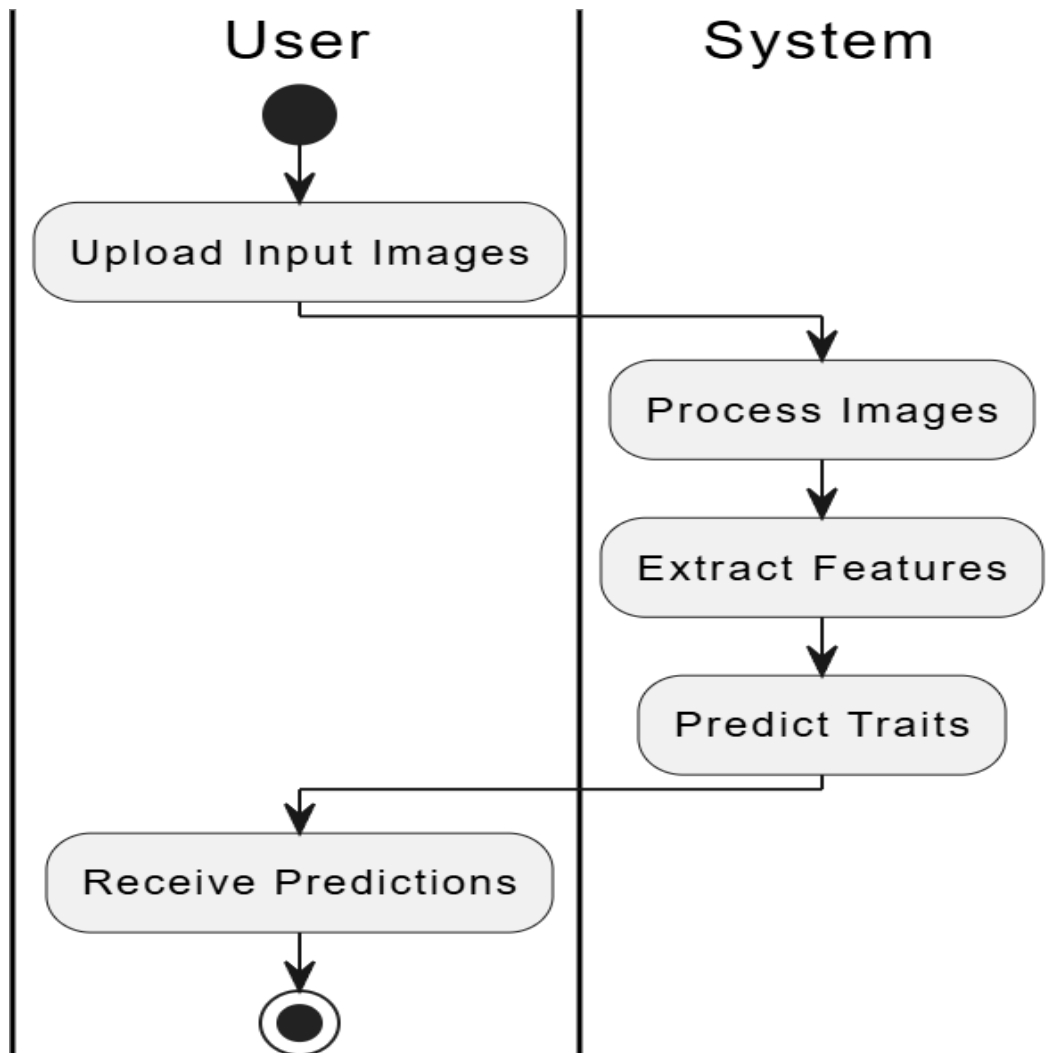 User
System
Upload Input Images
Process Images
Extract Features
Predict Traits
Receive Predictions